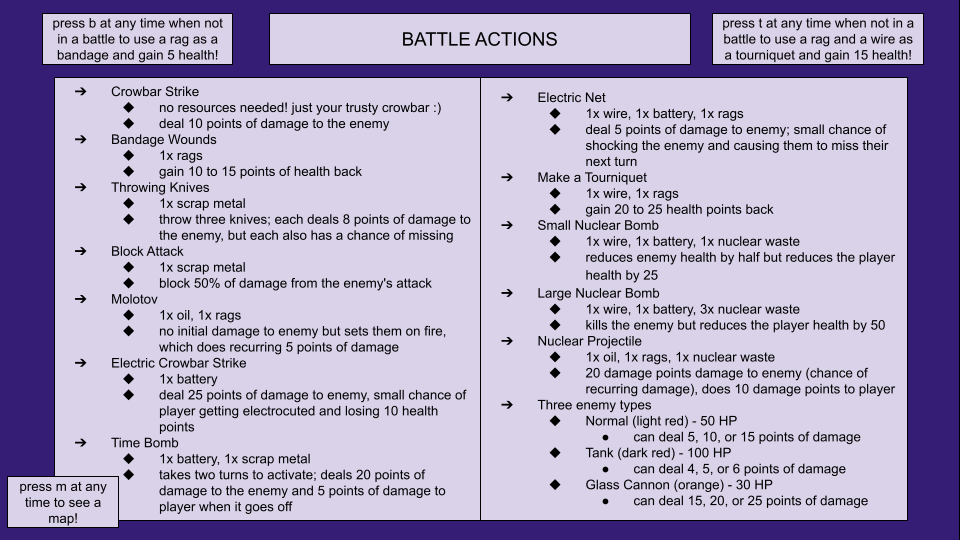 press b at any time when not
in a battle to use a rag as a
bandage and gain 5 health!
BATTLE ACTIONS
press t at any time when not in a
battle to use a rag and a wire as
a tourniquet and gain 15 health!
➔ Crowbar Strike
◆ no resources needed! just your trusty crowbar :)
◆ deal 10 points of damage to the enemy
➔ Bandage Wounds
◆ 1x rags
◆ gain 10 to 15 points of health back
➔ Throwing Knives
◆ 1x scrap metal
◆ throw three knives; each deals 8 points of damage to
the enemy, but each also has a chance of missing
➔ Block Attack
◆ 1x scrap metal
◆ block 50% of damage from the enemy's attack
➔ Molotov
◆ 1x oil, 1x rags
◆ no initial damage to enemy but sets them on fire,
which does recurring 5 points of damage
➔ Electric Crowbar Strike
◆ 1x battery
◆ deal 25 points of damage to enemy, small chance of
player getting electrocuted and losing 10 health
points
➔ Time Bomb
◆ 1x battery, 1x scrap metal
◆ takes two turns to activate; deals 20 points of
damage to the enemy and 5 points of damage to
player when it goes off
➔ Electric Net
◆ 1x wire, 1x battery, 1x rags
◆ deal 5 points of damage to enemy; small chance of
shocking the enemy and causing them to miss their
next turn
➔ Make a Tourniquet
◆ 1x wire, 1x rags
◆ gain 20 to 25 health points back
➔ Small Nuclear Bomb
◆ 1x wire, 1x battery, 1x nuclear waste
◆ reduces enemy health by half but reduces the player
health by 25
➔ Large Nuclear Bomb
◆ 1x wire, 1x battery, 3x nuclear waste
◆ kills the enemy but reduces the player health by 50
➔ Nuclear Projectile
◆ 1x oil, 1x rags, 1x nuclear waste
◆ 20 damage points damage to enemy (chance of
recurring damage), does 10 damage points to player
➔ Three enemy types
◆ Normal (light red) - 50 HP
● can deal 5, 10, or 15 points of damage
◆ Tank (dark red) - 100 HP
● can deal 4, 5, or 6 points of damage
◆ Glass Cannon (orange) - 30 HP
● can deal 15, 20, or 25 points of damage
press m at any
time to see a
map!